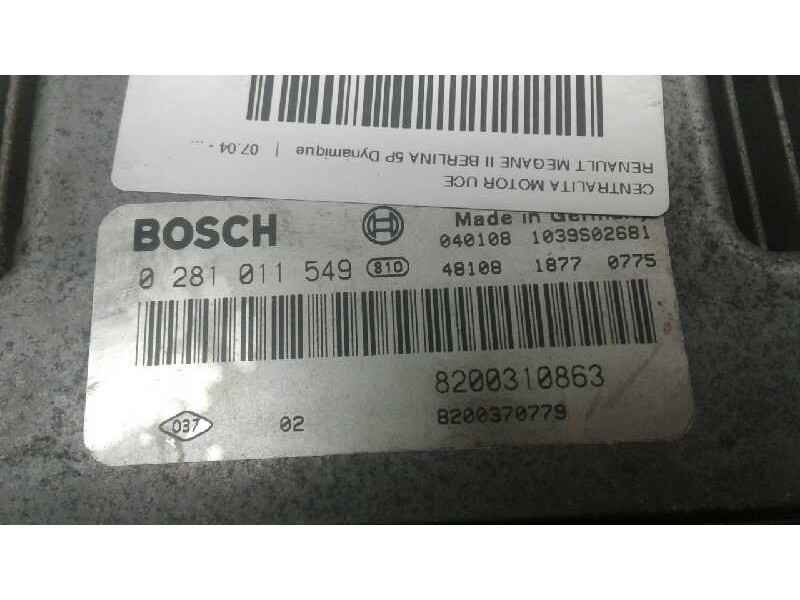 CENTRALITA MOTOR UCE
RENAULT MEGANE II BERLINA 5P Dynamique | 07.04 - ...
BOSCH
Made in Germany
040108 1039S02681
0 281 011 549 810
48108 1877 0775
8200310863
037 02
8200370779